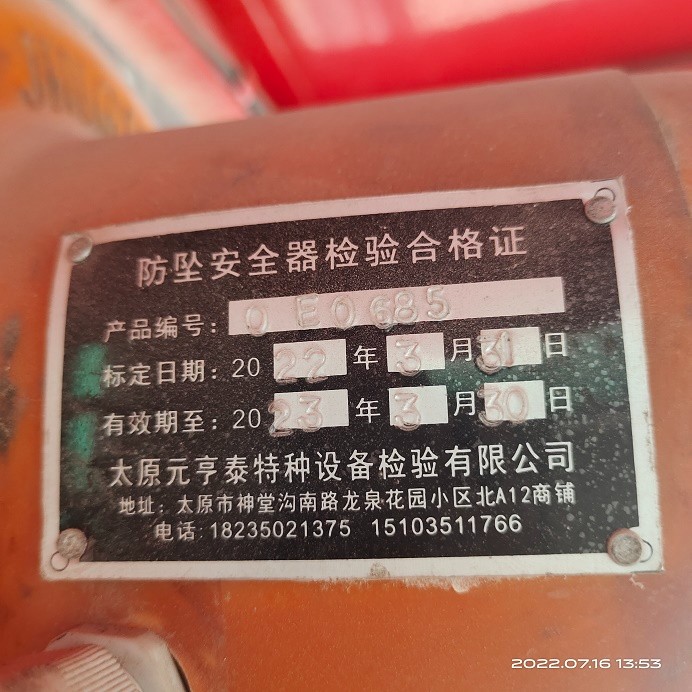 防坠安全器检验合格证
产品编号: 0E0685
标定日期: 2022年3月31日
有效期至: 2023年3月30日
太原元亨泰特种设备检验有限公司
地址: 太原市神堂沟南路龙泉花园小区北A12商铺
电话: 18235021375 15103511766
2022.07.16 13:53